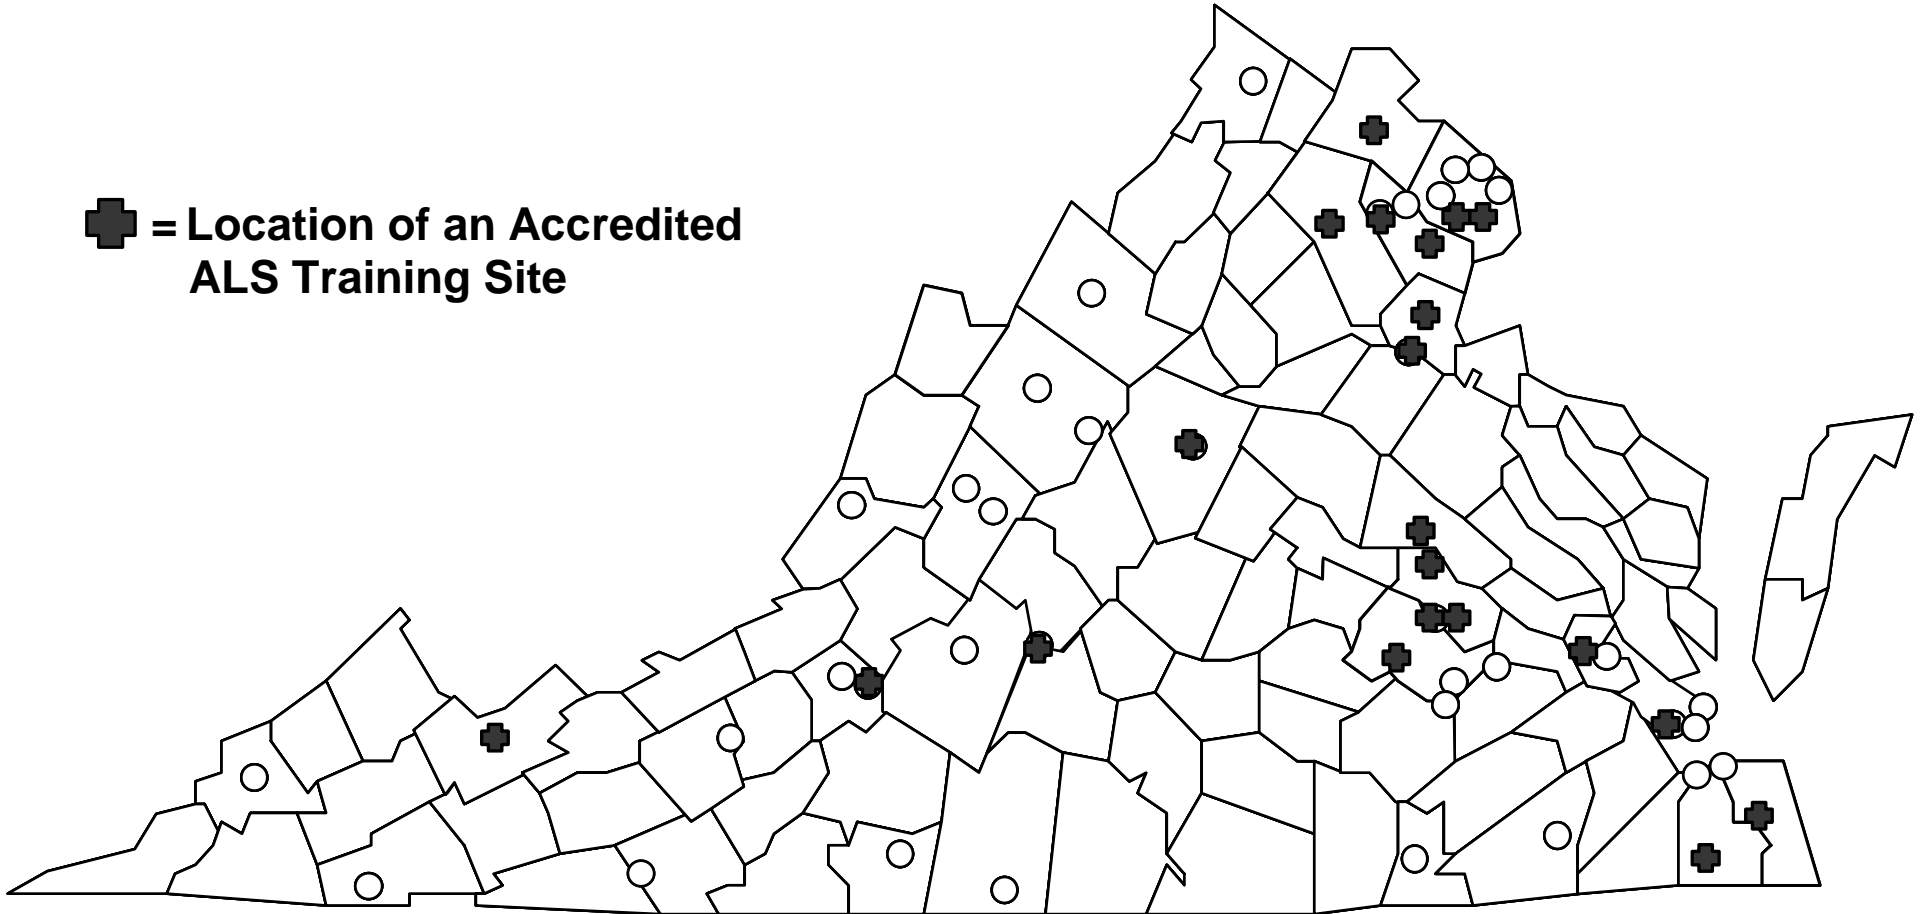 = Location of an Accredited
ALS Training Site